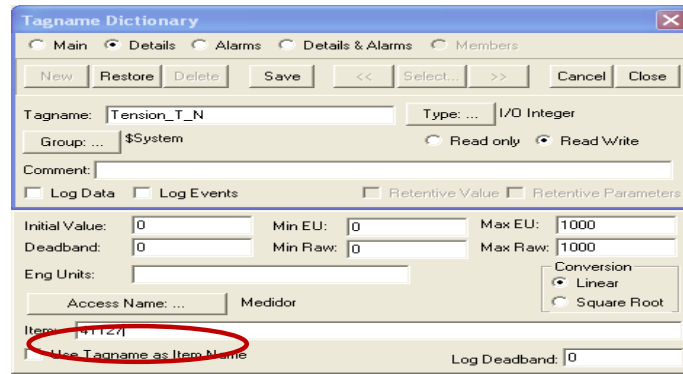 Tagname Dictionary
Main Details Alarms Details & Alarms Members
New Restore Delete Save << Select... >> Cancel Close
Tagname: Tension_T_N Type: ... I/O Integer
Group: ... $System Read only Read Write
Comment:
Log Data Log Events Retentive Value Retentive Parameters
Initial Value: 0 Min EU: 0 Max EU: 1000
Deadband: 0 Min Raw: 0 Max Raw: 1000
Eng Units: Conversion
Linear
Access Name: ... Medidor Square Root
Item: 41127
Use Tagname as Item Name Log Deadband: 0